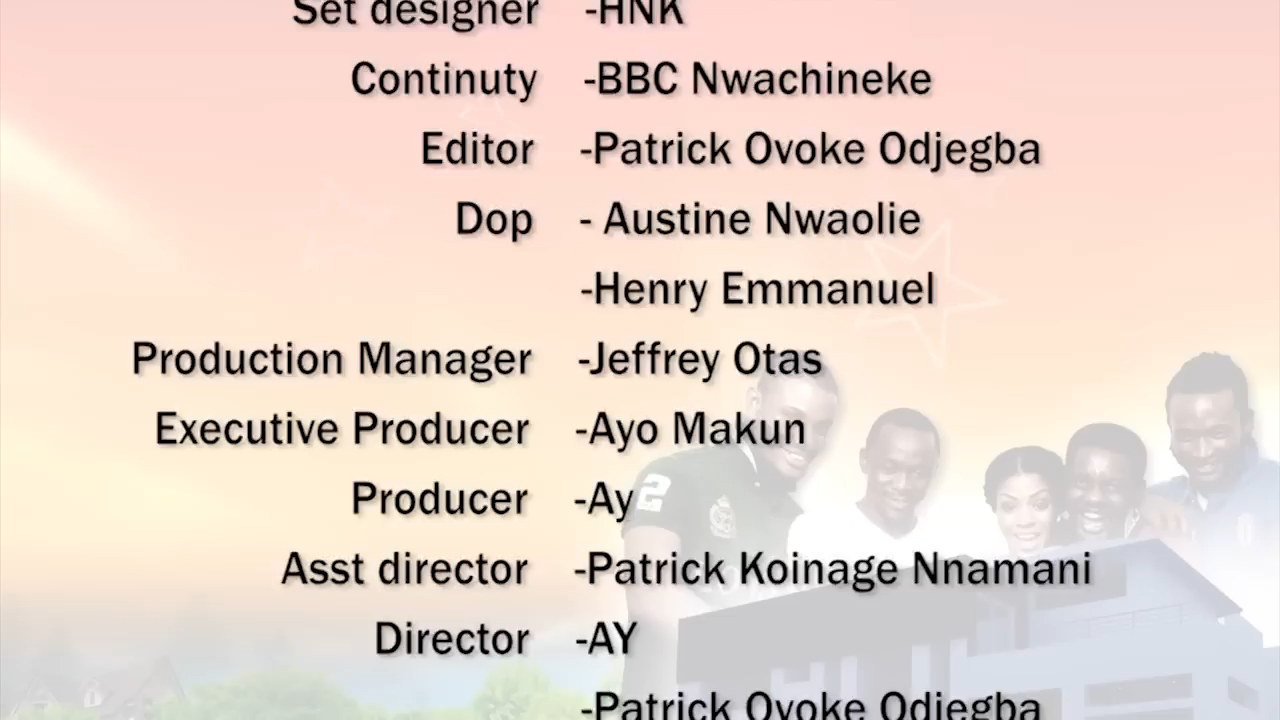 Set designer -HNK
Continuty -BBC Nwachineke
Editor -Patrick Ovoke Odjegba
Dop - Austine Nwaolie
-Henry Emmanuel
Production Manager -Jeffrey Otas
Executive Producer -Ayo Makun
Producer -Ay
2
Asst director -Patrick Koinage Nnamani
Director -AY
-Patrick Ovoke Odjegba